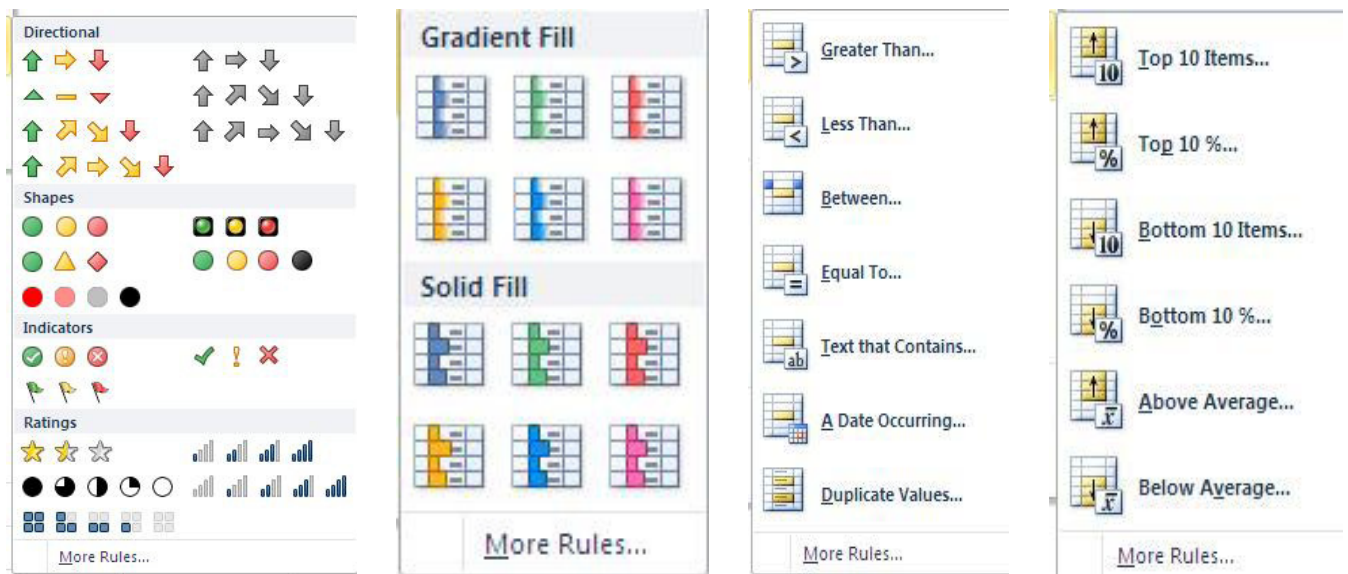 Directional
Shapes
Indicators
Ratings
More Rules...
Gradient Fill
Solid Fill
More Rules...
Greater Than...
Less Than...
Between...
Equal To...
Text that Contains...
A Date Occurring...
Duplicate Values...
More Rules...
Top 10 Items...
Top 10 %...
Bottom 10 Items...
Bottom 10 %...
Above Average...
Below Average...
More Rules...